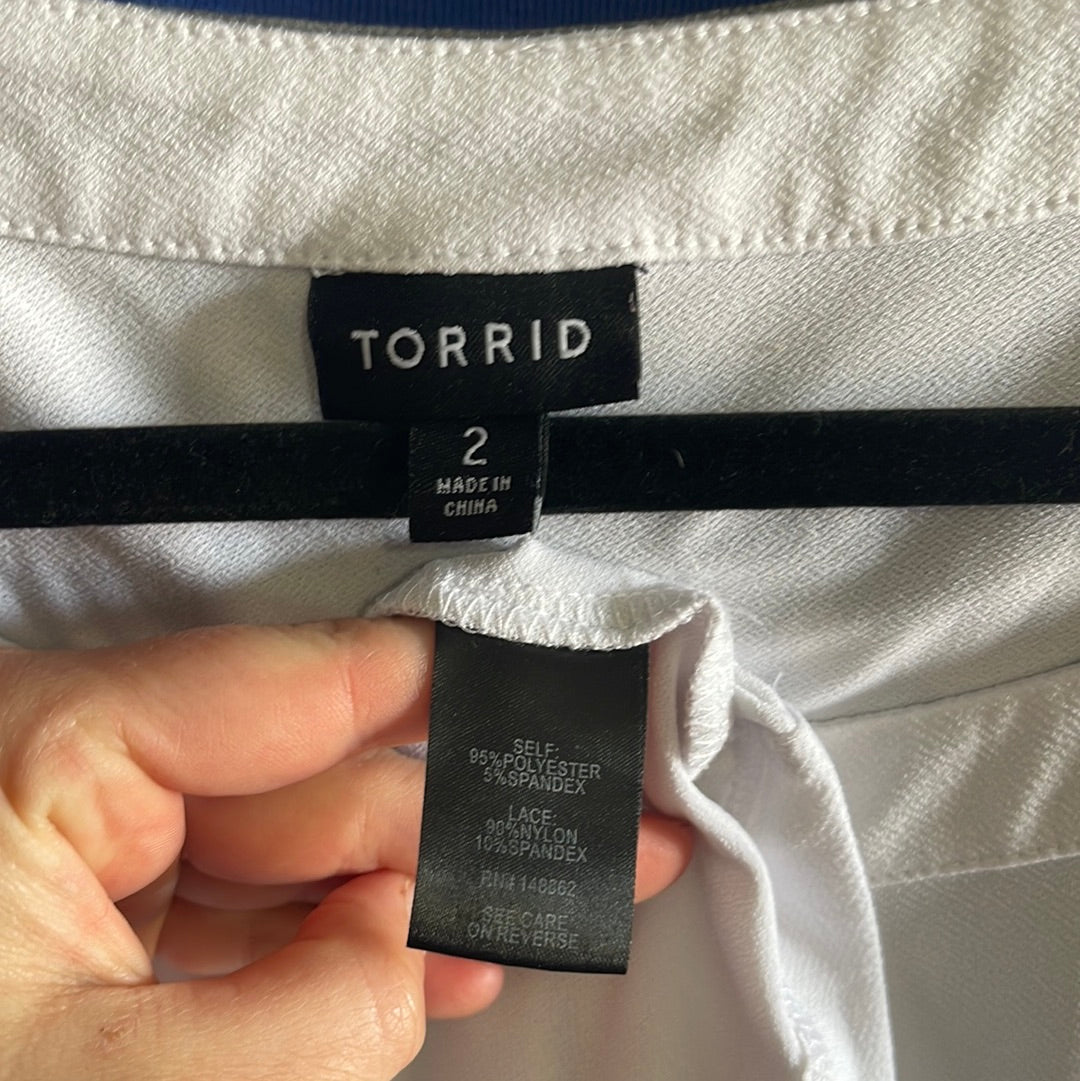 TORRID
2
MADE IN
CHINA
SELF:
95%POLYESTER
5%SPANDEX
LACE:
90%NYLON
10%SPANDEX
RN# 148862
SEE CARE
ON REVERSE